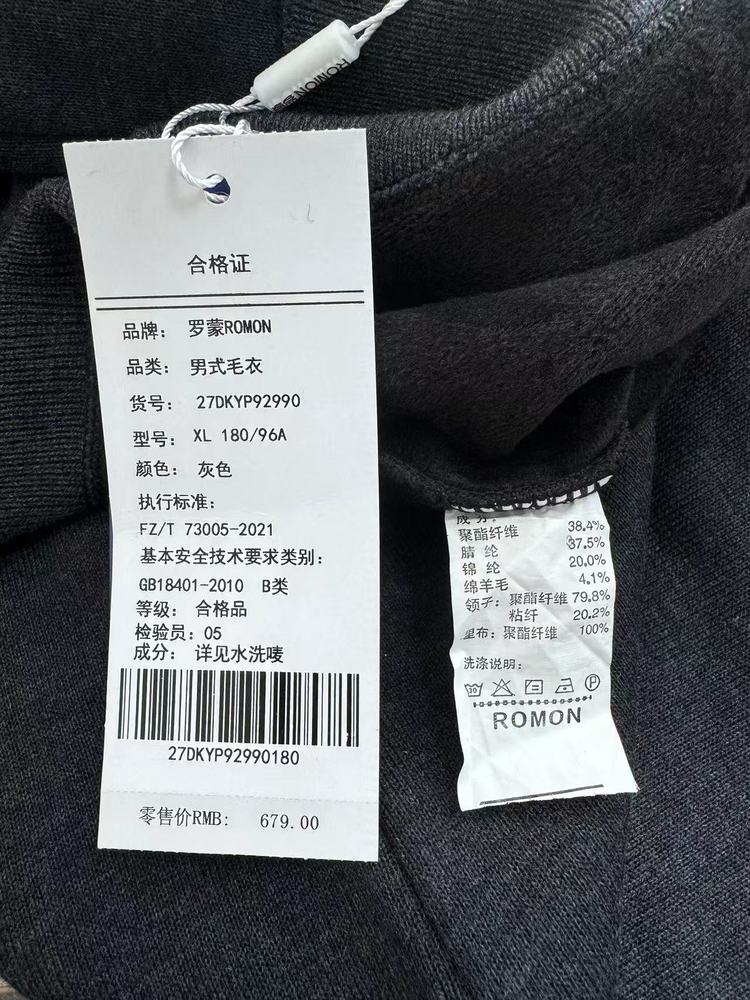 ROMON
合格证
品牌： 罗蒙ROMON
品类： 男式毛衣
货号： 27DKYP92990
型号： XL 180/96A
颜色： 灰色
执行标准：
FZ/T 73005-2021
基本安全技术要求类别：
GB18401-2010 B类
等级： 合格品
检验员：05
成分： 详见水洗唛
27DKYP92990180
零售价RMB： 679.00
成分：
聚酯纤维 38.4%
腈纶 37.5%
锦纶 20.0%
绵羊毛 4.1%
领子：聚酯纤维 79.8%
粘纤 20.2%
里布：聚酯纤维 100%
洗涤说明：
30 P
ROMON